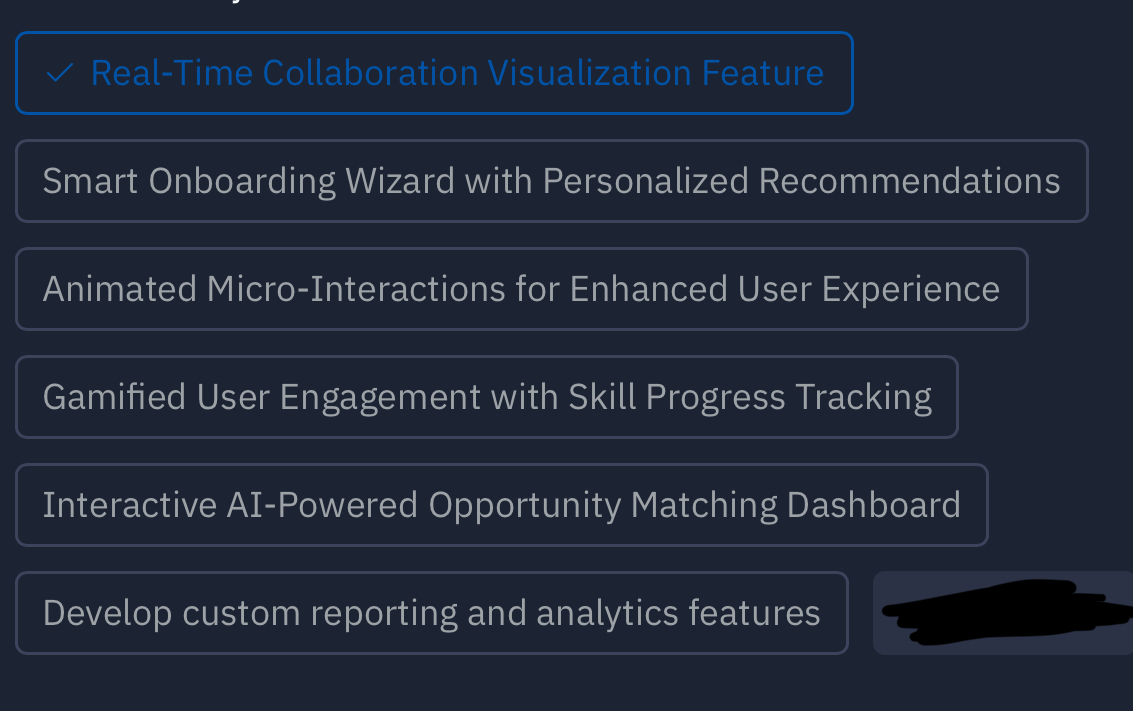 Real-Time Collaboration Visualization Feature
Smart Onboarding Wizard with Personalized Recommendations
Animated Micro-Interactions for Enhanced User Experience
Gamified User Engagement with Skill Progress Tracking
Interactive AI-Powered Opportunity Matching Dashboard
Develop custom reporting and analytics features